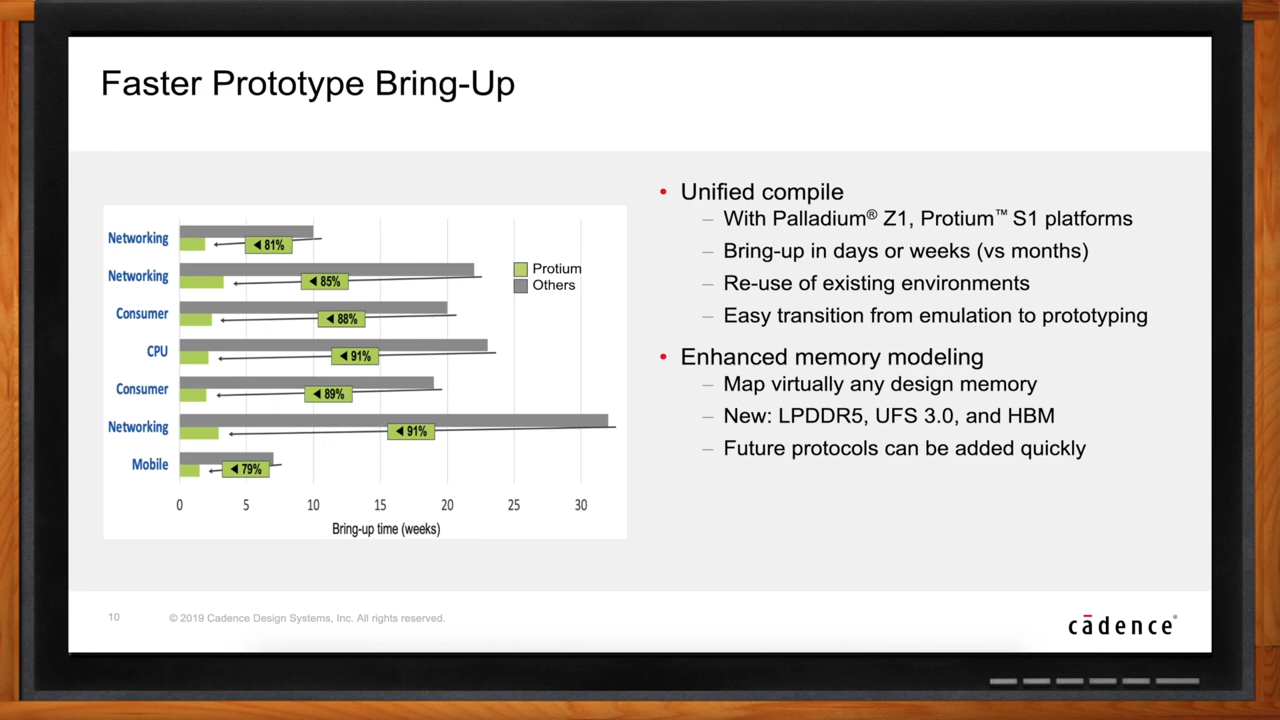 Faster Prototype Bring-Up
Networking
◄ 81%
Networking
◄ 85%
Consumer
◄ 88%
CPU
◄ 91%
Consumer
◄ 89%
Networking
◄ 91%
Mobile
◄ 79%
Protium
Others
0 5 10 15 20 25 30
Bring-up time (weeks)
• Unified compile
– With Palladium® Z1, Protium™ S1 platforms
– Bring-up in days or weeks (vs months)
– Re-use of existing environments
– Easy transition from emulation to prototyping
• Enhanced memory modeling
– Map virtually any design memory
– New: LPDDR5, UFS 3.0, and HBM
– Future protocols can be added quickly
10 © 2019 Cadence Design Systems, Inc. All rights reserved.
cādence®